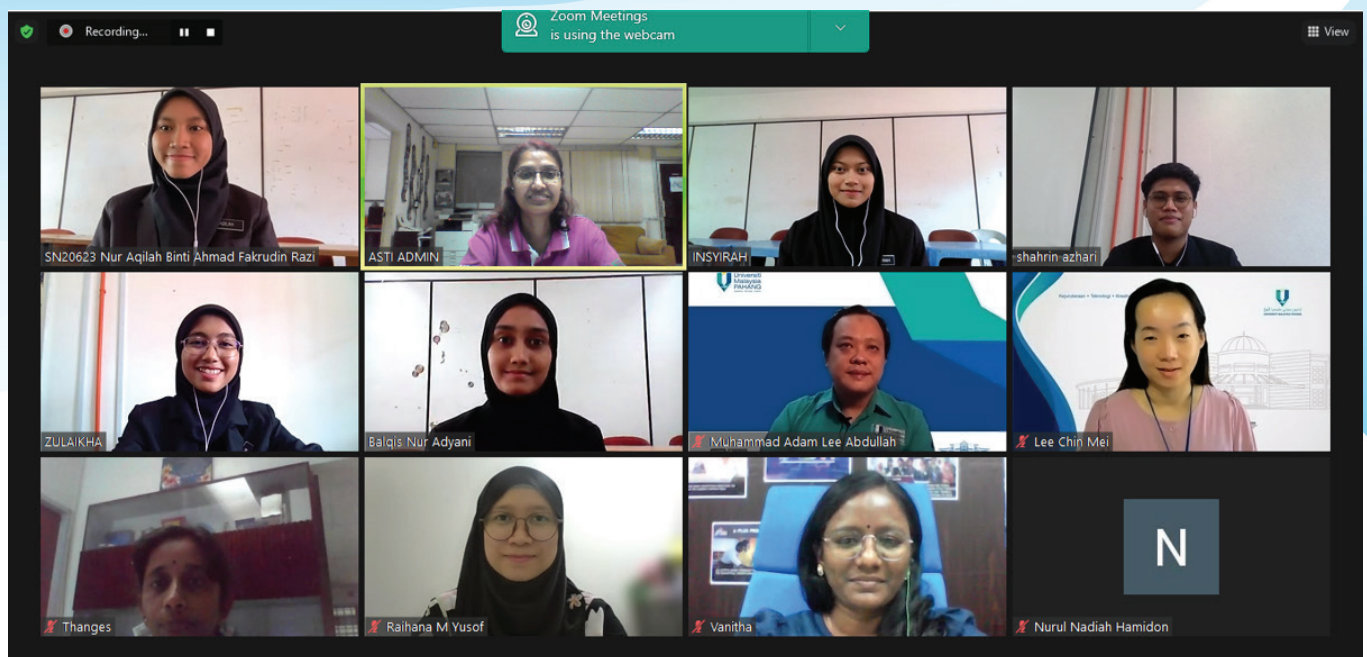 Zoom Meetings
is using the webcam
Recording...
View
SN20623 Nur Aqilah Binti Ahmad Fakrudin Razi
ASTI ADMIN
INSYIRAH
shahrin azhari
ZULAIKHA
Balqis Nur Adyani
Universiti
Malaysia
PAHANG
Muhammad Adam Lee Abdullah
Lee Chin Mei
Thanges
Raihana M Yusof
Vanitha
N
Nurul Nadiah Hamidon